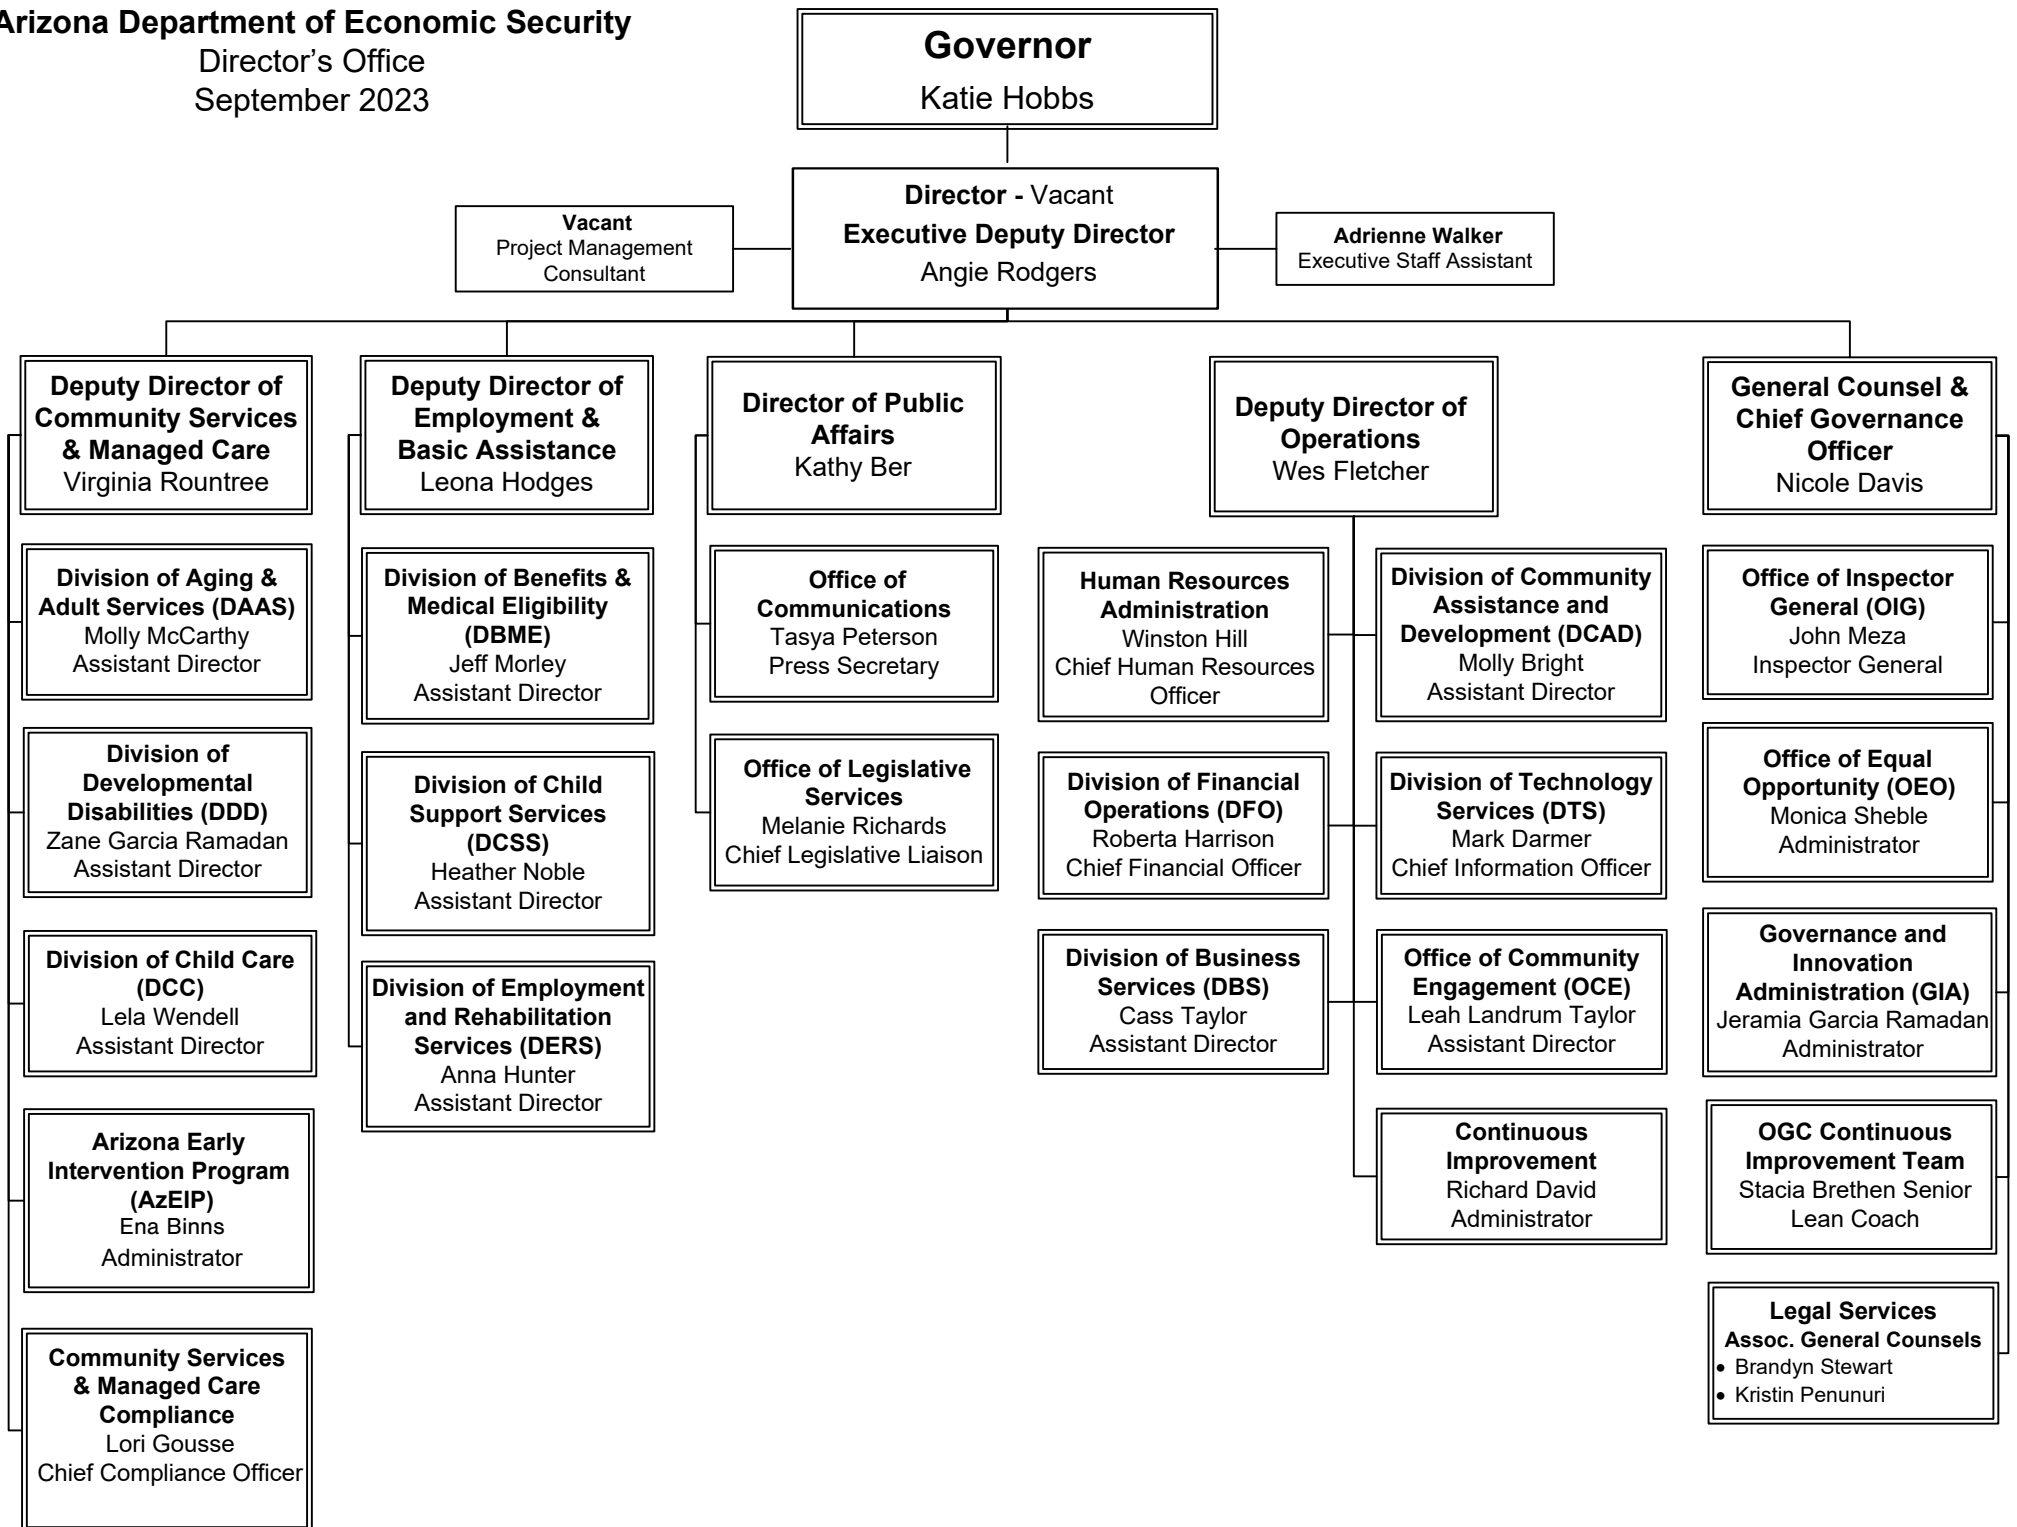 Arizona Department of Economic Security
Director's Office
September 2023
Governor
Katie Hobbs
Director - Vacant
Executive Deputy Director
Angie Rodgers
Vacant
Project Management
Consultant
Adrienne Walker
Executive Staff Assistant
Deputy Director of
Community Services
& Managed Care
Virginia Rountree
Division of Aging &
Adult Services (DAAS)
Molly McCarthy
Assistant Director
Division of
Developmental
Disabilities (DDD)
Zane Garcia Ramadan
Assistant Director
Division of Child Care
(DCC)
Lela Wendell
Assistant Director
Arizona Early
Intervention Program
(AzEIP)
Ena Binns
Administrator
Community Services
& Managed Care
Compliance
Lori Gousse
Chief Compliance Officer
Deputy Director of
Employment &
Basic Assistance
Leona Hodges
Division of Benefits &
Medical Eligibility
(DBME)
Jeff Morley
Assistant Director
Division of Child
Support Services
(DCSS)
Heather Noble
Assistant Director
Division of Employment
and Rehabilitation
Services (DERS)
Anna Hunter
Assistant Director
Director of Public
Affairs
Kathy Ber
Office of
Communications
Tasya Peterson
Press Secretary
Office of Legislative
Services
Melanie Richards
Chief Legislative Liaison
Deputy Director of
Operations
Wes Fletcher
Human Resources
Administration
Winston Hill
Chief Human Resources
Officer
Division of Community
Assistance and
Development (DCAD)
Molly Bright
Assistant Director
Division of Financial
Operations (DFO)
Roberta Harrison
Chief Financial Officer
Division of Technology
Services (DTS)
Mark Darmer
Chief Information Officer
Division of Business
Services (DBS)
Cass Taylor
Assistant Director
Office of Community
Engagement (OCE)
Leah Landrum Taylor
Assistant Director
Continuous
Improvement
Richard David
Administrator
General Counsel &
Chief Governance
Officer
Nicole Davis
Office of Inspector
General (OIG)
John Meza
Inspector General
Office of Equal
Opportunity (OEO)
Monica Sheble
Administrator
Governance and
Innovation
Administration (GIA)
Jeramia Garcia Ramadan
Administrator
OGC Continuous
Improvement Team
Stacia Brethen Senior
Lean Coach
Legal Services
Assoc. General Counsels
• Brandyn Stewart
• Kristin Penunuri